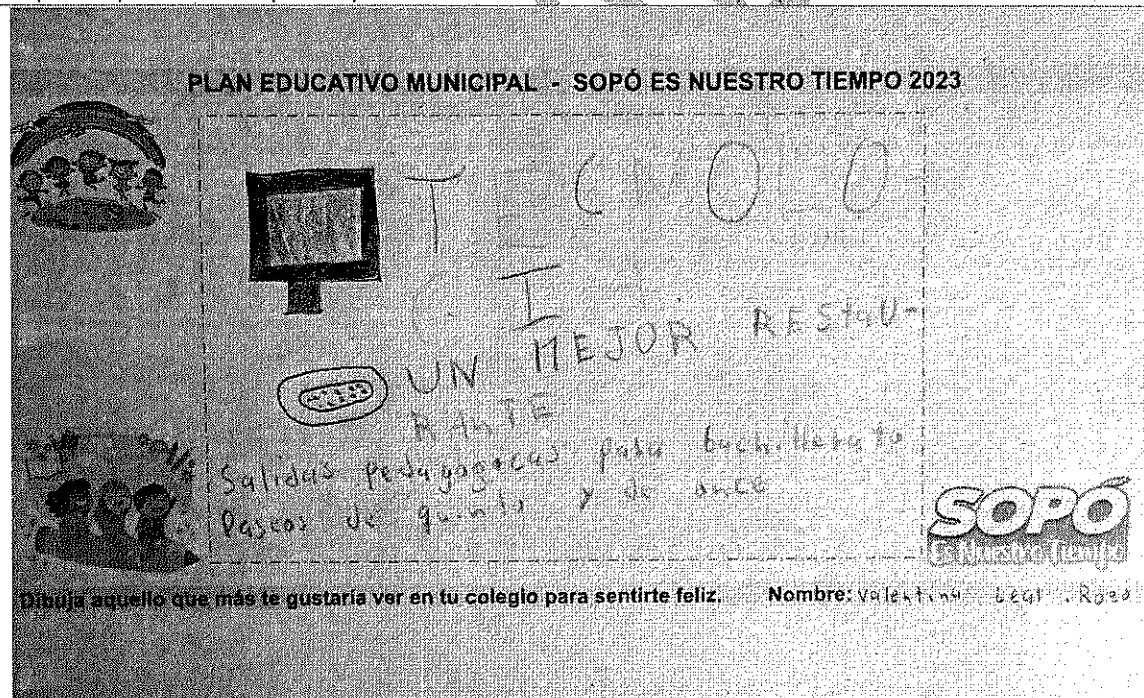 PLAN EDUCATIVO MUNICIPAL - SOPÓ ES NUESTRO TIEMPO 2023
UN MEJOR REStaU-
RANTE
Salidas pedagogocas para bachillerato
Paseos de quinto y de once
SOPÓ
Es Nuestro Tiempo
Dibuja aquello que más te gustaría ver en tu colegio para sentirte feliz. Nombre: Valentina Leal